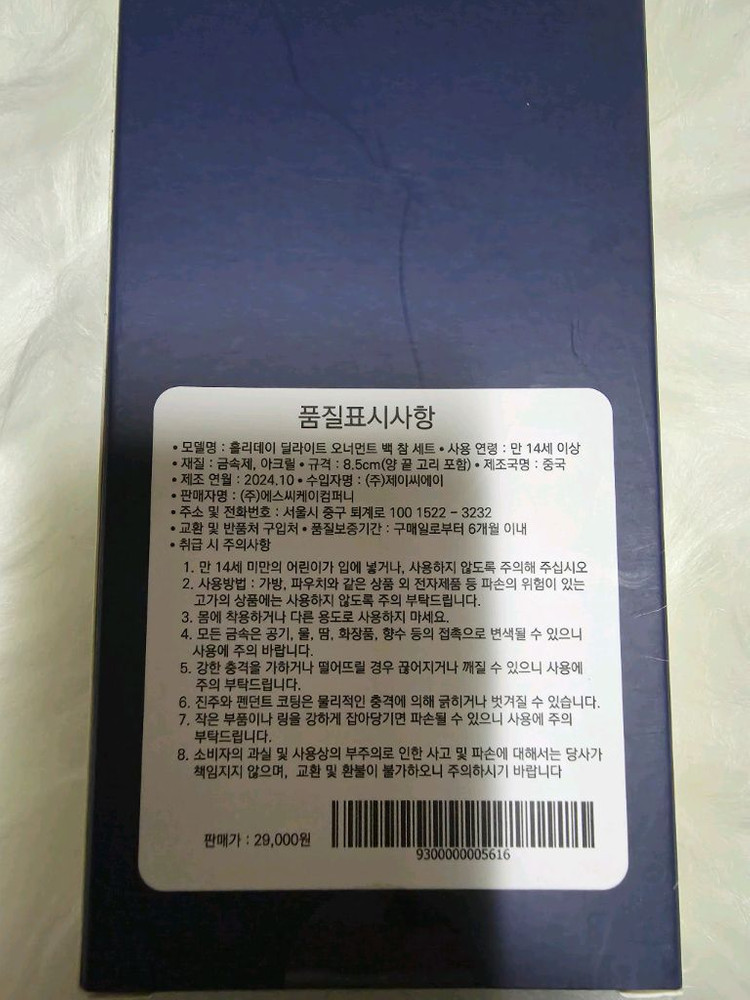 품질표시사항
• 모델명 : 홀리데이 딜라이트 오너먼트 백 참 세트 • 사용 연령 : 만 14세 이상
• 재질 : 금속제, 아크릴 • 규격 : 8.5cm(양 끝 고리 포함) • 제조국명 : 중국
• 제조 연월 : 2024.10 • 수입자명 : (주)제이씨에이
• 판매자명 : (주)에스씨케이컴퍼니
• 주소 및 전화번호 : 서울시 중구 퇴계로 100 1522 - 3232
• 교환 및 반품처 구입처 • 품질보증기간 : 구매일로부터 6개월 이내
• 취급 시 주의사항
1. 만 14세 미만의 어린이가 입에 넣거나, 사용하지 않도록 주의해 주십시오
2. 사용방법 : 가방, 파우치와 같은 상품 외 전자제품 등 파손의 위험이 있는
고가의 상품에는 사용하지 않도록 주의 부탁드립니다.
3. 몸에 착용하거나 다른 용도로 사용하지 마세요.
4. 모든 금속은 공기, 물, 땀, 화장품, 향수 등의 접촉으로 변색될 수 있으니
사용에 주의 바랍니다.
5. 강한 충격을 가하거나 떨어뜨릴 경우 끊어지거나 깨질 수 있으니 사용에
주의 부탁드립니다.
6. 진주와 펜던트 코팅은 물리적인 충격에 의해 긁히거나 벗겨질 수 있습니다.
7. 작은 부품이나 링을 강하게 잡아당기면 파손될 수 있으니 사용에 주의
부탁드립니다.
8. 소비자의 과실 및 사용상의 부주의로 인한 사고 및 파손에 대해서는 당사가
책임지지 않으며, 교환 및 환불이 불가하오니 주의하시기 바랍니다
판매가 : 29,000원
9300000005616